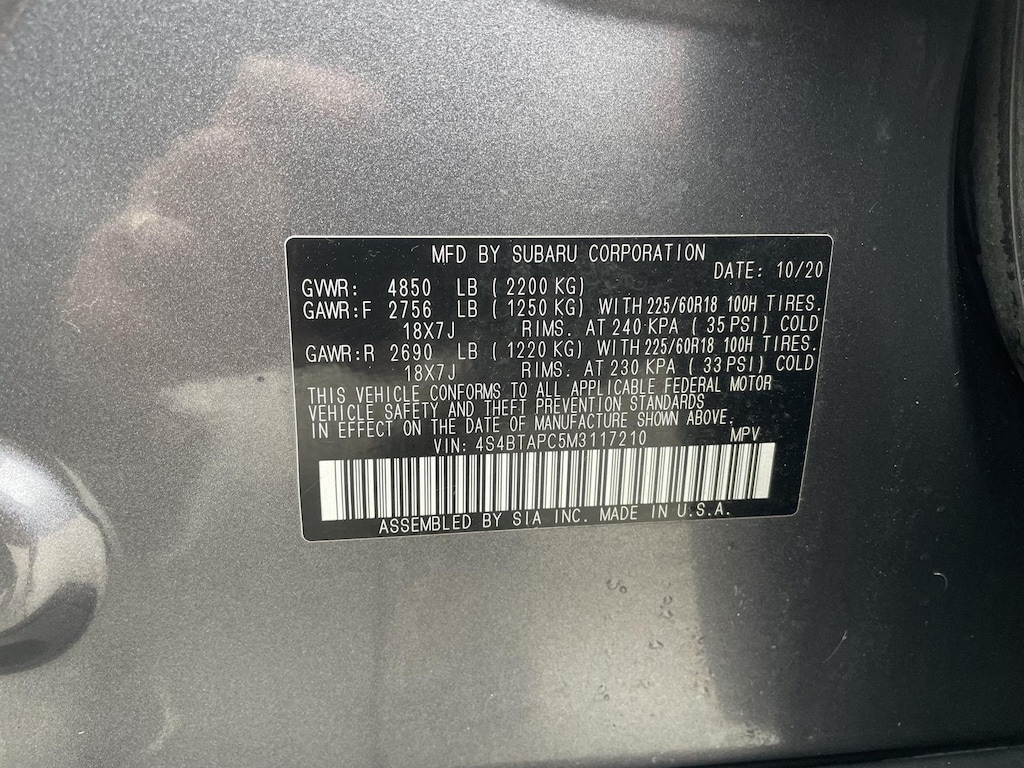 MFD BY SUBARU CORPORATION
DATE: 10/20
GVWR: 4850 LB (2200 KG)
GAWR:F 2756 LB (1250 KG) WITH 225/60R18 100H TIRES.
18X7J RIMS. AT 240 KPA (35 PSI) COLD
GAWR:R 2690 LB (1220 KG) WITH 225/60R18 100H TIRES.
18X7J RIMS. AT 230 KPA (33 PSI) COLD
THIS VEHICLE CONFORMS TO ALL APPLICABLE FEDERAL MOTOR
VEHICLE SAFETY AND THEFT PREVENTION STANDARDS
IN EFFECT ON THE DATE OF MANUFACTURE SHOWN ABOVE.
VIN: 4S4BTAPC5M3117210 MPV
ASSEMBLED BY SIA INC. MADE IN U.S.A.